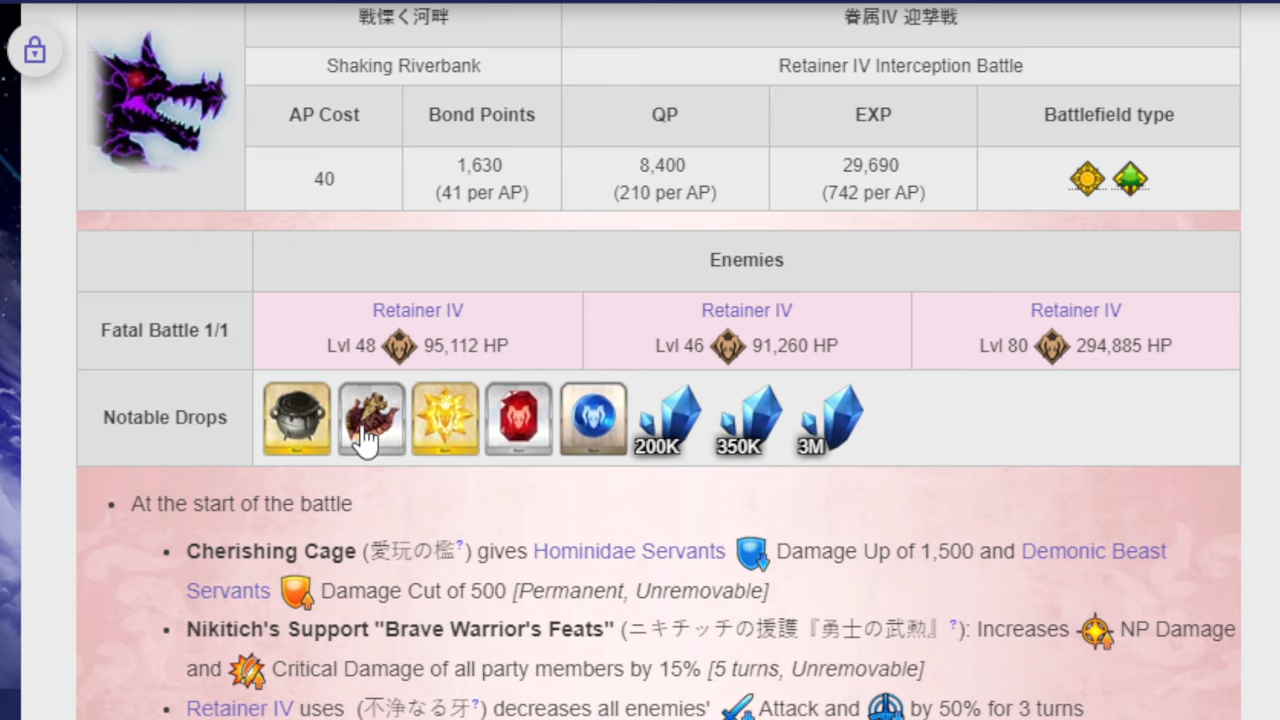 戦慄く河畔
眷属Ⅳ 迎撃戦
Shaking Riverbank
Retainer IV Interception Battle
AP Cost
Bond Points
QP
EXP
Battlefield type
40
1,630
(41 per AP)
8,400
(210 per AP)
29,690
(742 per AP)
Enemies
Fatal Battle 1/1
Retainer IV
Lvl 48 95,112 HP
Retainer IV
Lvl 46 91,260 HP
Retainer IV
Lvl 80 294,885 HP
Notable Drops
200K
350K
3M
• At the start of the battle
• Cherishing Cage (愛玩の檻?) gives Hominidae Servants Damage Up of 1,500 and Demonic Beast
Servants Damage Cut of 500 [Permanent, Unremovable]
• Nikitich's Support "Brave Warrior's Feats" (ニキチッチの援護『勇士の武勲』?): Increases NP Damage
and Critical Damage of all party members by 15% [5 turns, Unremovable]
• Retainer IV uses (不浄なる牙?) decreases all enemies' Attack and by 50% for 3 turns